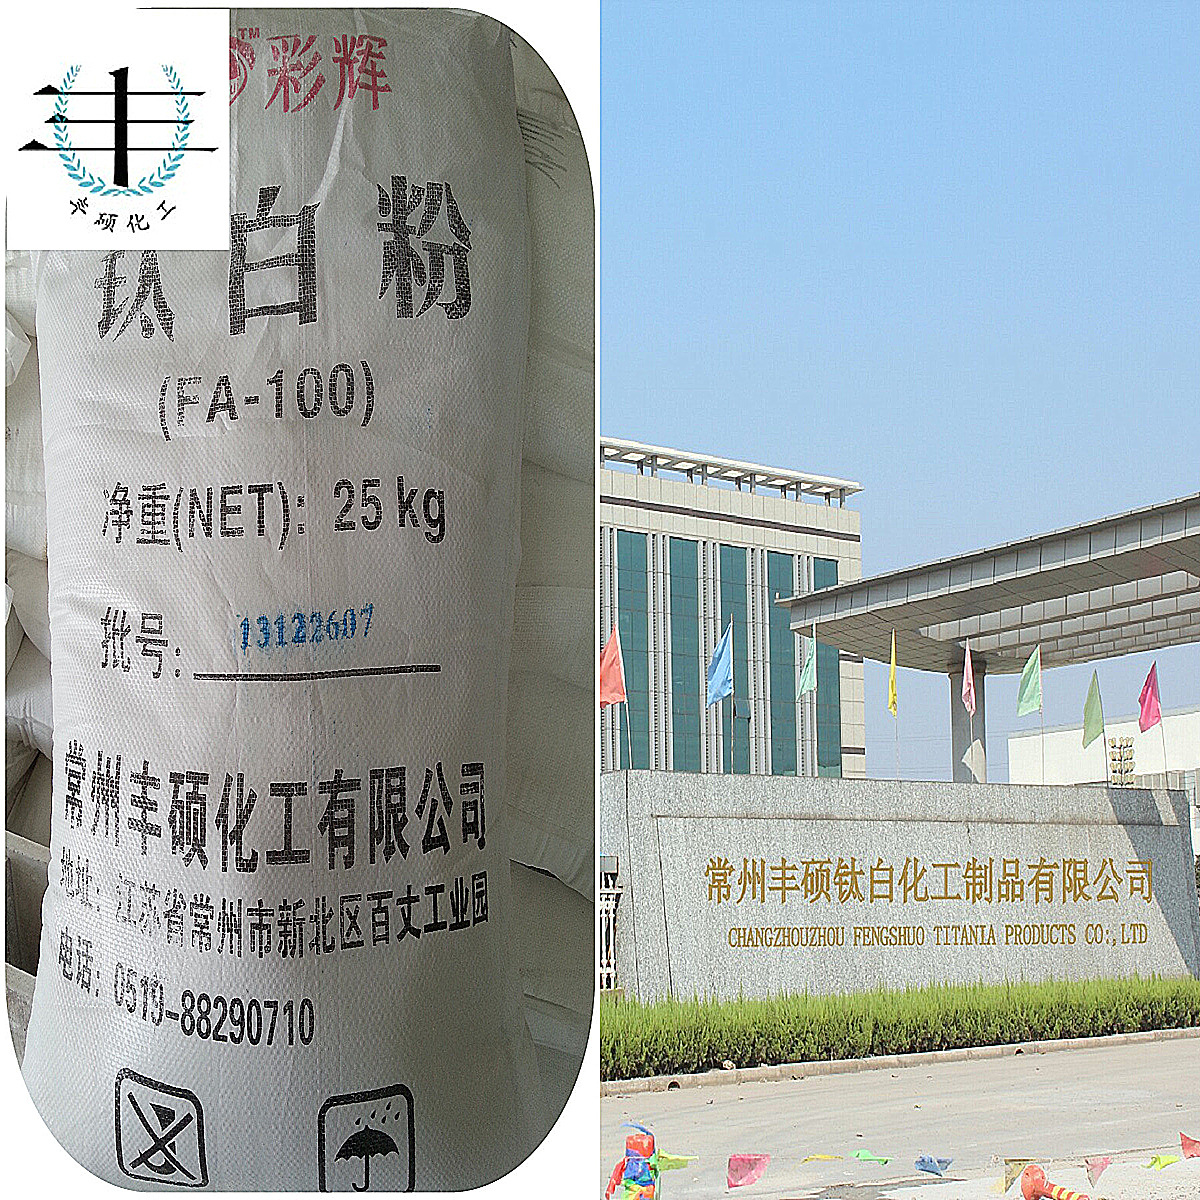 TM 彩辉
丰
丰硕化工
钛白粉
(FA-100)
净重(NET): 25kg
批号: 13122607
常州丰硕化工有限公司
地址: 江苏省常州市新北区百丈工业园
电话: 0519-88290710
常州丰硕钛白化工制品有限公司
CHANGZHOUZHOU FENGSHUO TITANIA PRODUCTS CO:,LTD